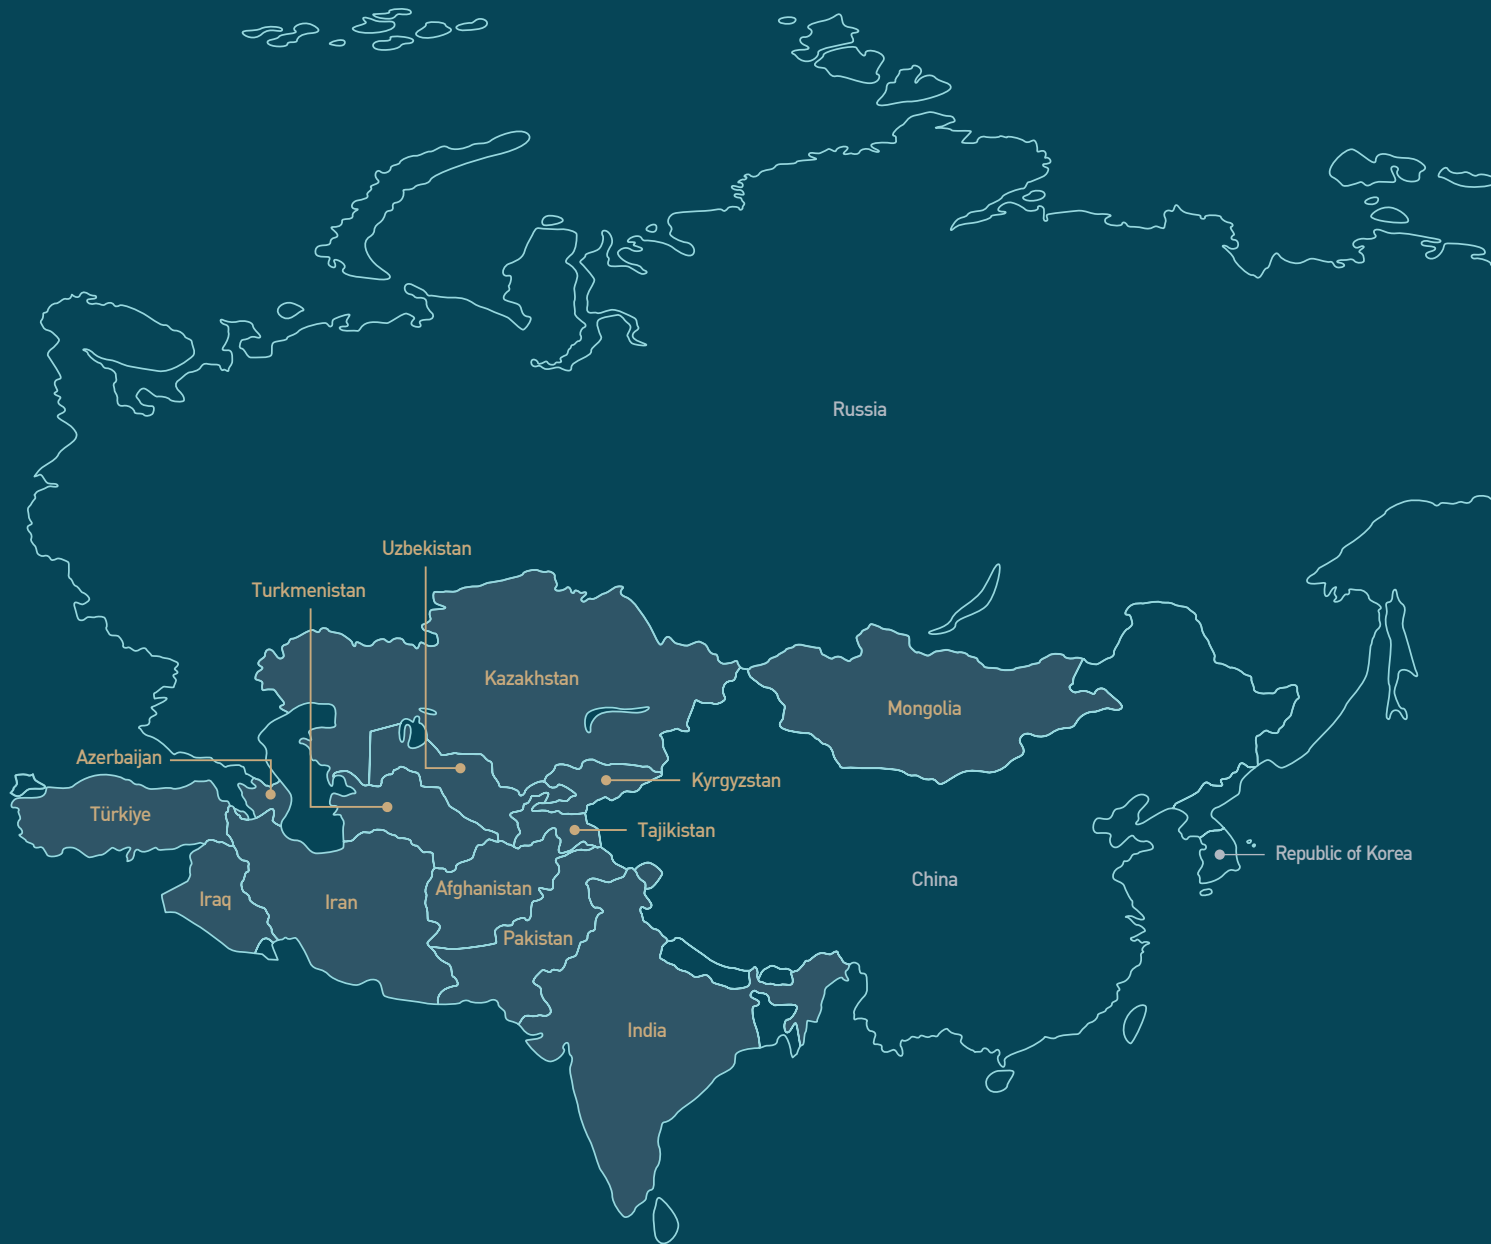 Russia
Uzbekistan
Turkmenistan
Kazakhstan
Mongolia
Azerbaijan
Kyrgyzstan
Türkiye
Tajikistan
Republic of Korea
China
Afghanistan
Iraq
Iran
Pakistan
India